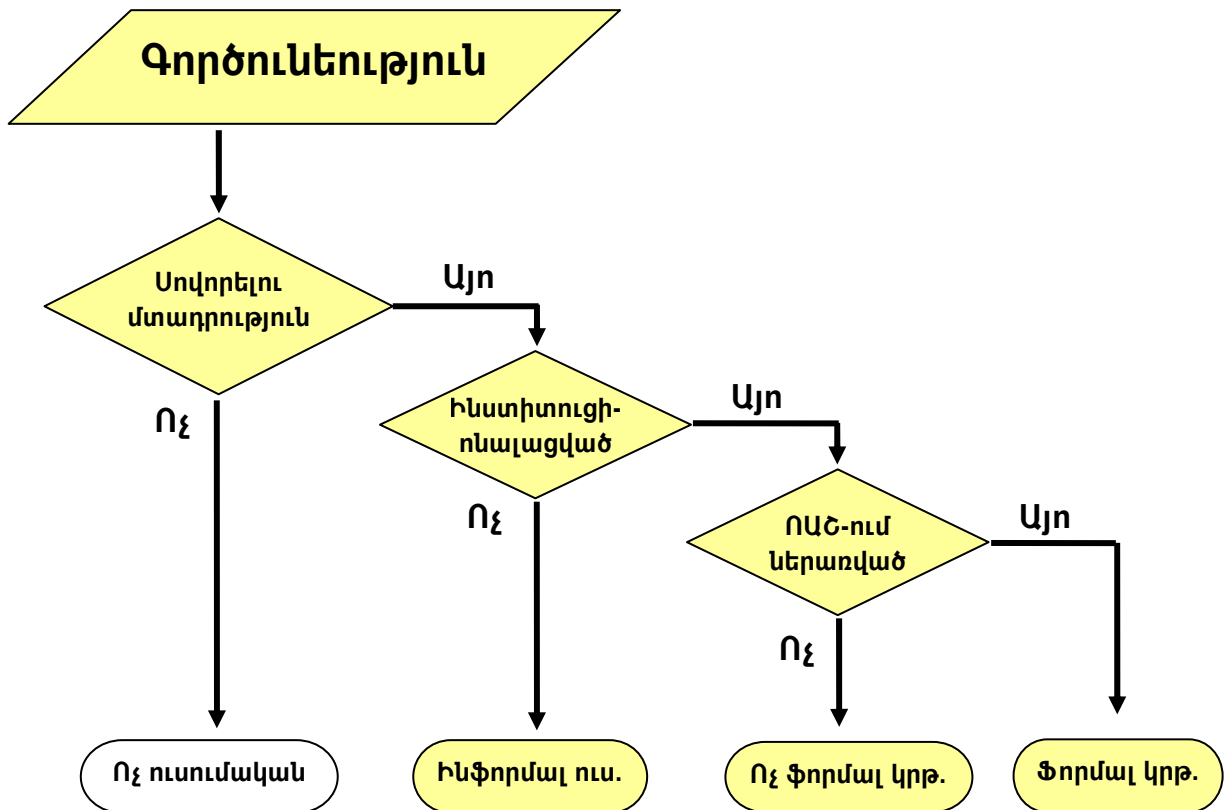 Գործունեություն
Սովորելու
մտադրություն
Այո
Ոչ
Ինստիտուցի-
ոնալացված
Այո
Ոչ
ՈԱՇ-ում
ներառված
Այո
Ոչ
Ոչ ուսումական
Ինֆորմալ ուս.
Ոչ ֆորմալ կրթ.
Ֆորմալ կրթ.